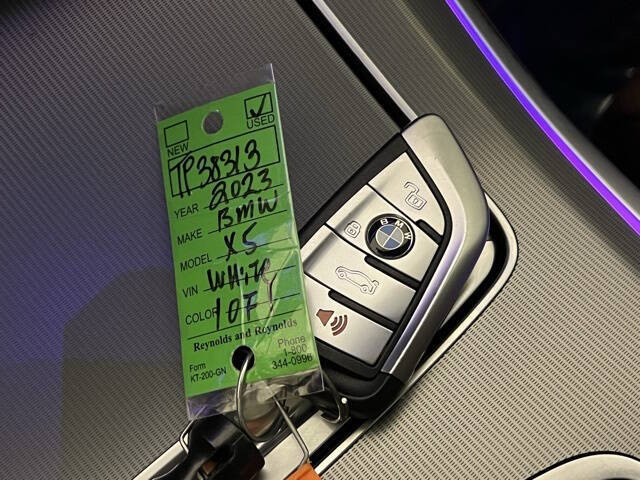 NEW
USED
TP38313
YEAR 2023
MAKE BMW
MODEL X5
VIN White
COLOR 10F1
Reynolds and Reynolds
Form
KT-200-GN
Phone
1-800
344-0996
BMW